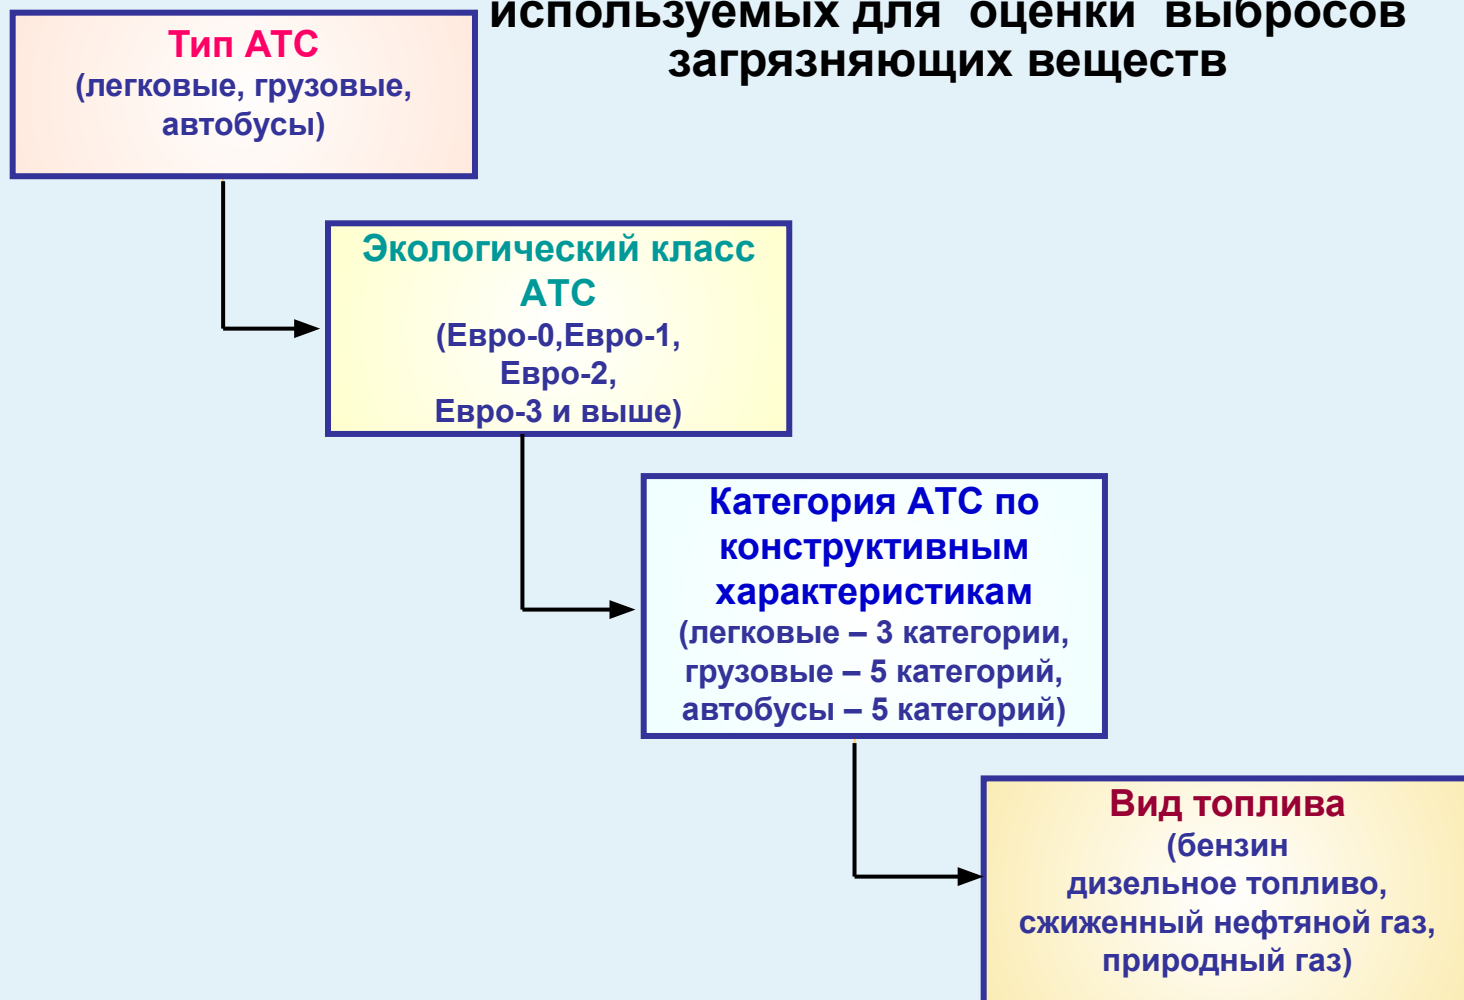 используемых для оценки выбросов
загрязняющих веществ
Тип АТС
(легковые, грузовые,
автобусы)
Экологический класс
АТС
(Евро-0,Евро-1,
Евро-2,
Евро-3 и выше)
Категория АТС по
конструктивным
характеристикам
(легковые – 3 категории,
грузовые – 5 категорий,
автобусы – 5 категорий)
Вид топлива
(бензин
дизельное топливо,
сжиженный нефтяной газ,
природный газ)